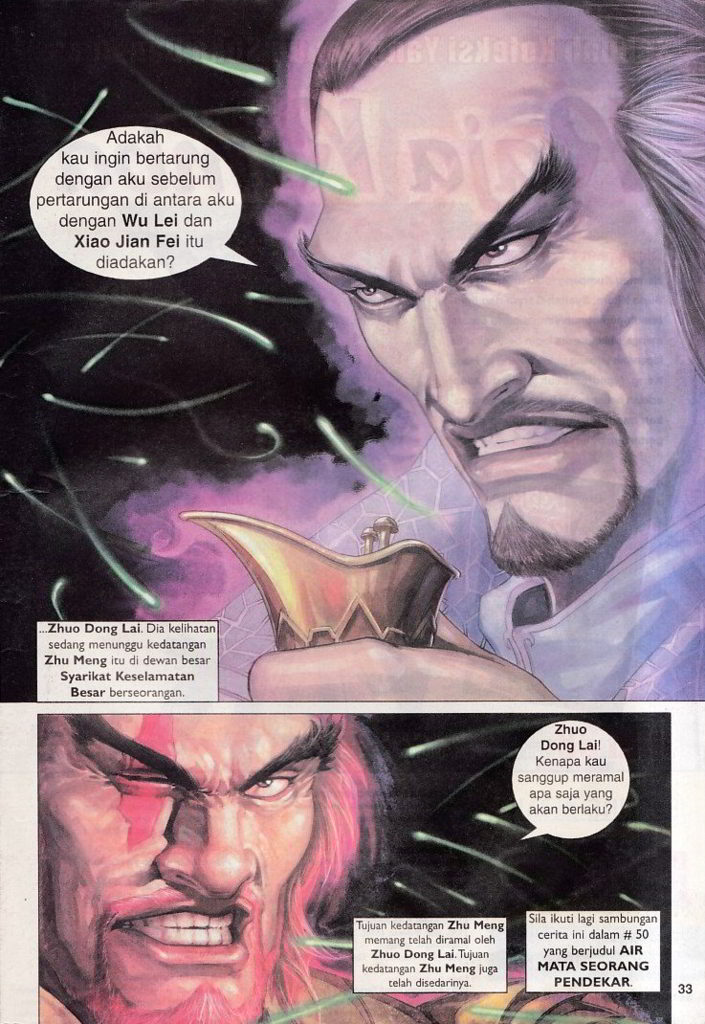 Adakah
kau ingin bertarung
dengan aku sebelum
pertarungan di antara aku
dengan Wu Lei dan
Xiao Jian Fei itu
diadakan?
...Zhuo Dong Lai. Dia kelihatan
sedang menunggu kedatangan
Zhu Meng itu di dewan besar
Syarikat Keselamatan
Besar berseorangan.
Zhuo
Dong Lai!
Kenapa kau
sanggup meramal
apa saja yang
akan berlaku?
Tujuan kedatangan Zhu Meng
memang telah diramal oleh
Zhuo Dong Lai. Tujuan
kedatangan Zhu Meng juga
telah disedarinya.
Sila ikuti lagi sambungan
cerita ini dalam # 50
yang berjudul AIR
MATA SEORANG
PENDEKAR.
33